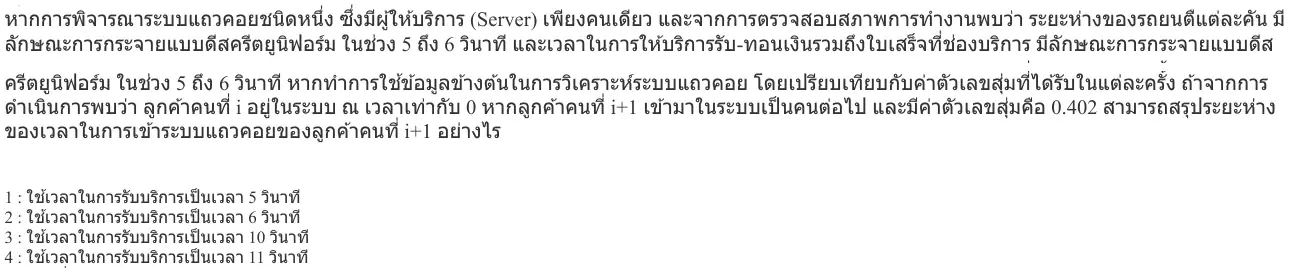 หากการพิจารณาระบบแถวคอยชนิดหนึ่ง ซึ่งมีผู้ให้บริการ (Server) เพียงคนเดียว และจากการตรวจสอบสภาพการทำงานพบว่า ระยะห่างของรถยนต์แต่ละคัน มี
ลักษณะการกระจายแบบดีสครีตยูนิฟอร์ม ในช่วง 5 ถึง 6 วินาที และเวลาในการให้บริการรับ-ทอนเงินรวมถึงใบเสร็จที่ช่องบริการ มีลักษณะการกระจายแบบดีส
ครีตยูนิฟอร์ม ในช่วง 5 ถึง 6 วินาที หากทำการใช้ข้อมูลข้างต้นในการวิเคราะห์ระบบแถวคอย โดยเปรียบเทียบกับค่าตัวเลขสุ่มที่ได้รับในแต่ละครั้ง ถ้าจากการ
ดำเนินการพบว่า ลูกค้าคนที่ i อยู่ในระบบ ณ เวลาเท่ากับ 0 หากลูกค้าคนที่ i+1 เข้ามาในระบบเป็นคนต่อไป และมีค่าตัวเลขสุ่มคือ 0.402 สามารถสรุประยะห่าง
ของเวลาในการเข้าระบบแถวคอยของลูกค้าคนที่ i+1 อย่างไร
1 : ใช้เวลาในการรับบริการเป็นเวลา 5 วินาที
2 : ใช้เวลาในการรับบริการเป็นเวลา 6 วินาที
3 : ใช้เวลาในการรับบริการเป็นเวลา 10 วินาที
4 : ใช้เวลาในการรับบริการเป็นเวลา 11 วินาที